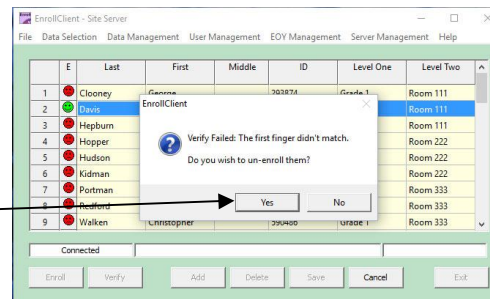 EnrollClient - Site Server
File Data Selection Data Management User Management EOY Management Server Management Help
E Last First Middle ID Level One Level Two
1 Clooney George 293874 Grade 1 Room 111
2 Davis Room 111
3 Hepburn Room 111
4 Hopper Room 222
5 Hudson Room 222
6 Kidman Room 222
7 Portman Room 333
8 Redford Room 333
9 Walken Christopher 590486 Grade 1 Room 333
EnrollClient
Verify Failed: The first finger didn't match.
Do you wish to un-enroll them?
Yes No
Connected
Enroll Verify Add Delete Save Cancel Exit